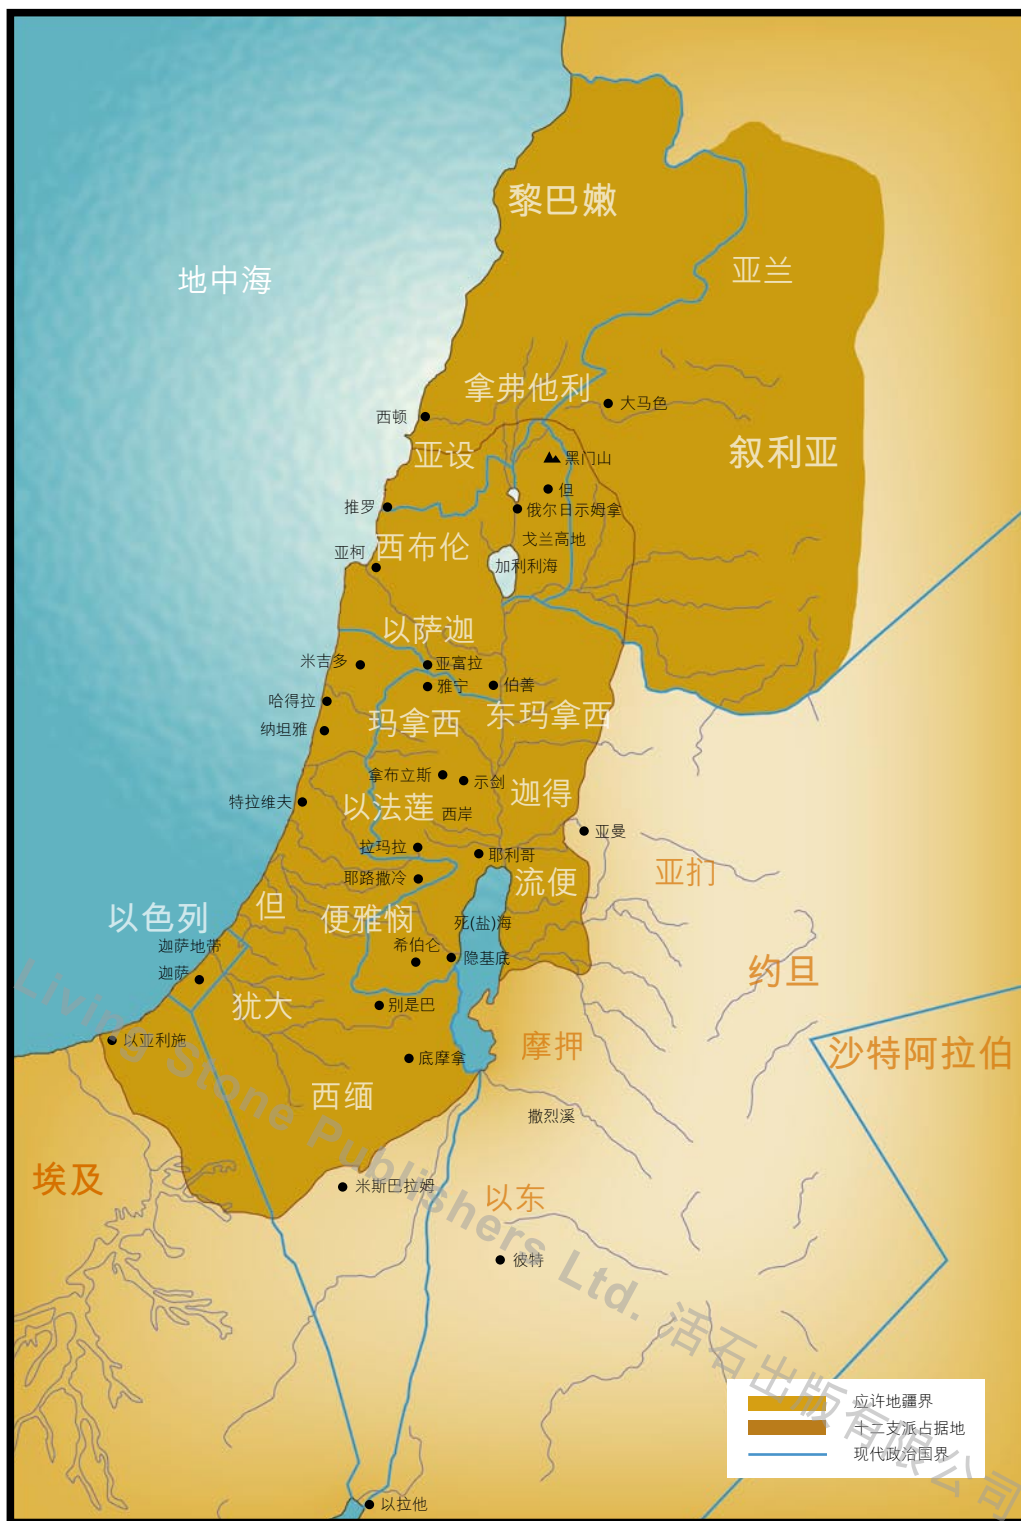 黎巴嫩
亚兰
地中海
拿弗他利
大马色
西顿
亚设
叙利亚
黑门山
但
推罗
俄尔日示姆拿
戈兰高地
西布伦
亚柯
加利利海
以萨迦
米吉多
亚富拉
雅宁
伯善
哈得拉
玛拿西
东玛拿西
纳坦雅
拿布立斯
示剑
特拉维夫
以法莲
迦得
西岸
亚曼
拉玛拉
耶利哥
亚扪
耶路撒冷
流便
以色列
但
便雅悯
死(盐)海
迦萨地带
希伯仑
隐基底
迦萨
约旦
犹大
别是巴
以亚利施
摩押
沙特阿拉伯
底摩拿
西缅
撒烈溪
埃及
米斯巴拉姆
以东
彼特
以拉他
应许地疆界
十二支派占据地
现代政治国界
Living Stone Publishers Ltd. 活石出版有限公司